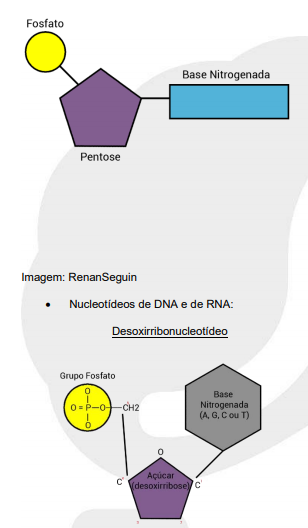 Fosfato
Base Nitrogenada
Pentose
Imagem: RenanSeguin
• Nucleotídeos de DNA e de RNA:
Desoxirribonucleotídeo
Grupo Fosfato
O
O = P — O — CH2
O
Base
Nitrogenada
(A, G, C ou T)
O
C
Açúcar
(desoxirribose)
C